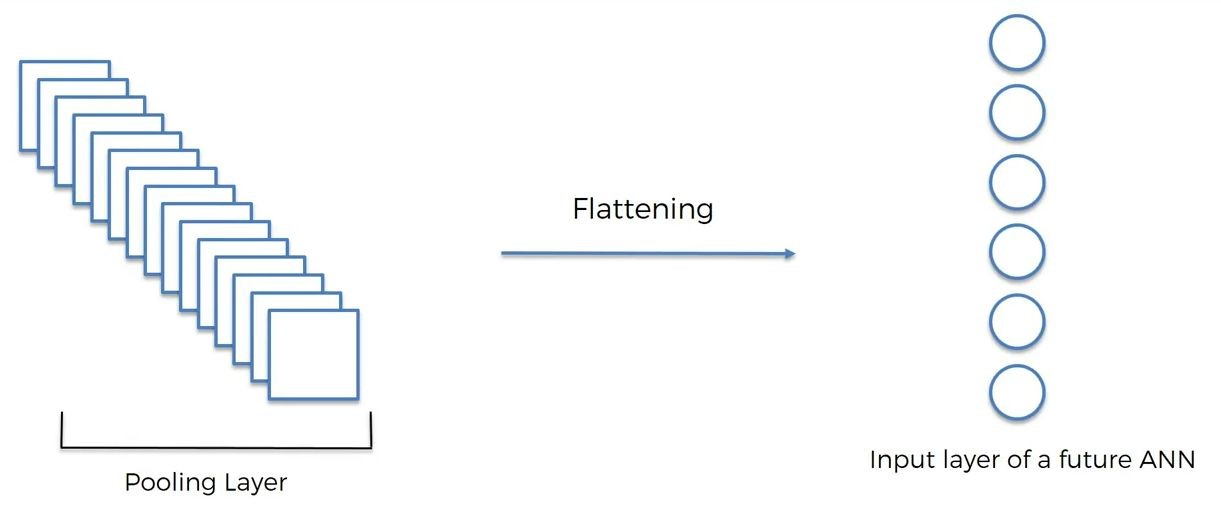 Flattening
Pooling Layer
Input layer of a future ANN